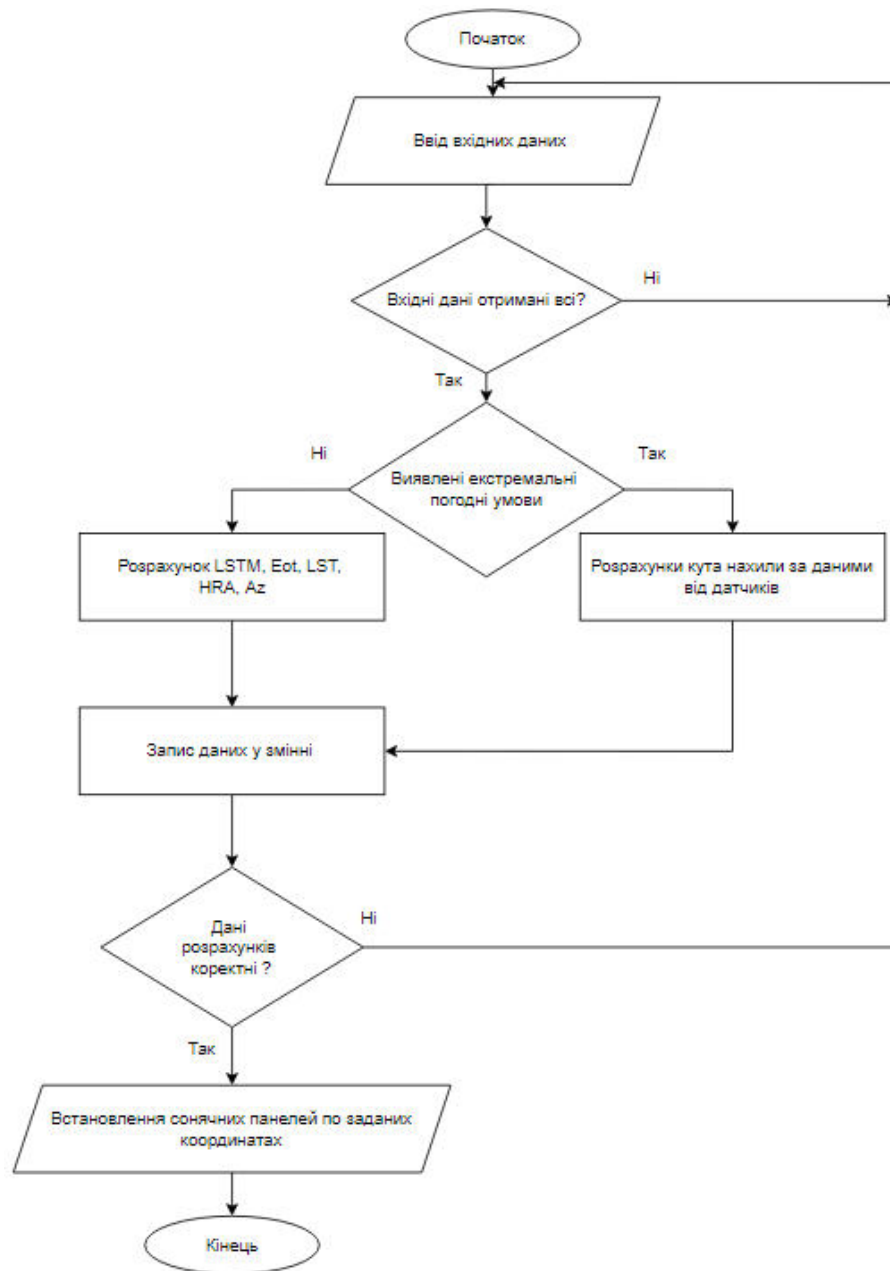 Початок
Ввід вхідних даних
Вхідні дані отримані всі?
Ні
Так
Виявлені екстремальні
погодні умови
Ні
Так
Розрахунок LSTM, Eot, LST,
HRA, Az
Розрахунки кута нахили за даними
від датчиків
Запис даних у змінні
Дані
розрахунків
коректні ?
Ні
Так
Встановлення сонячних панелей по заданих
координатах
Кінець